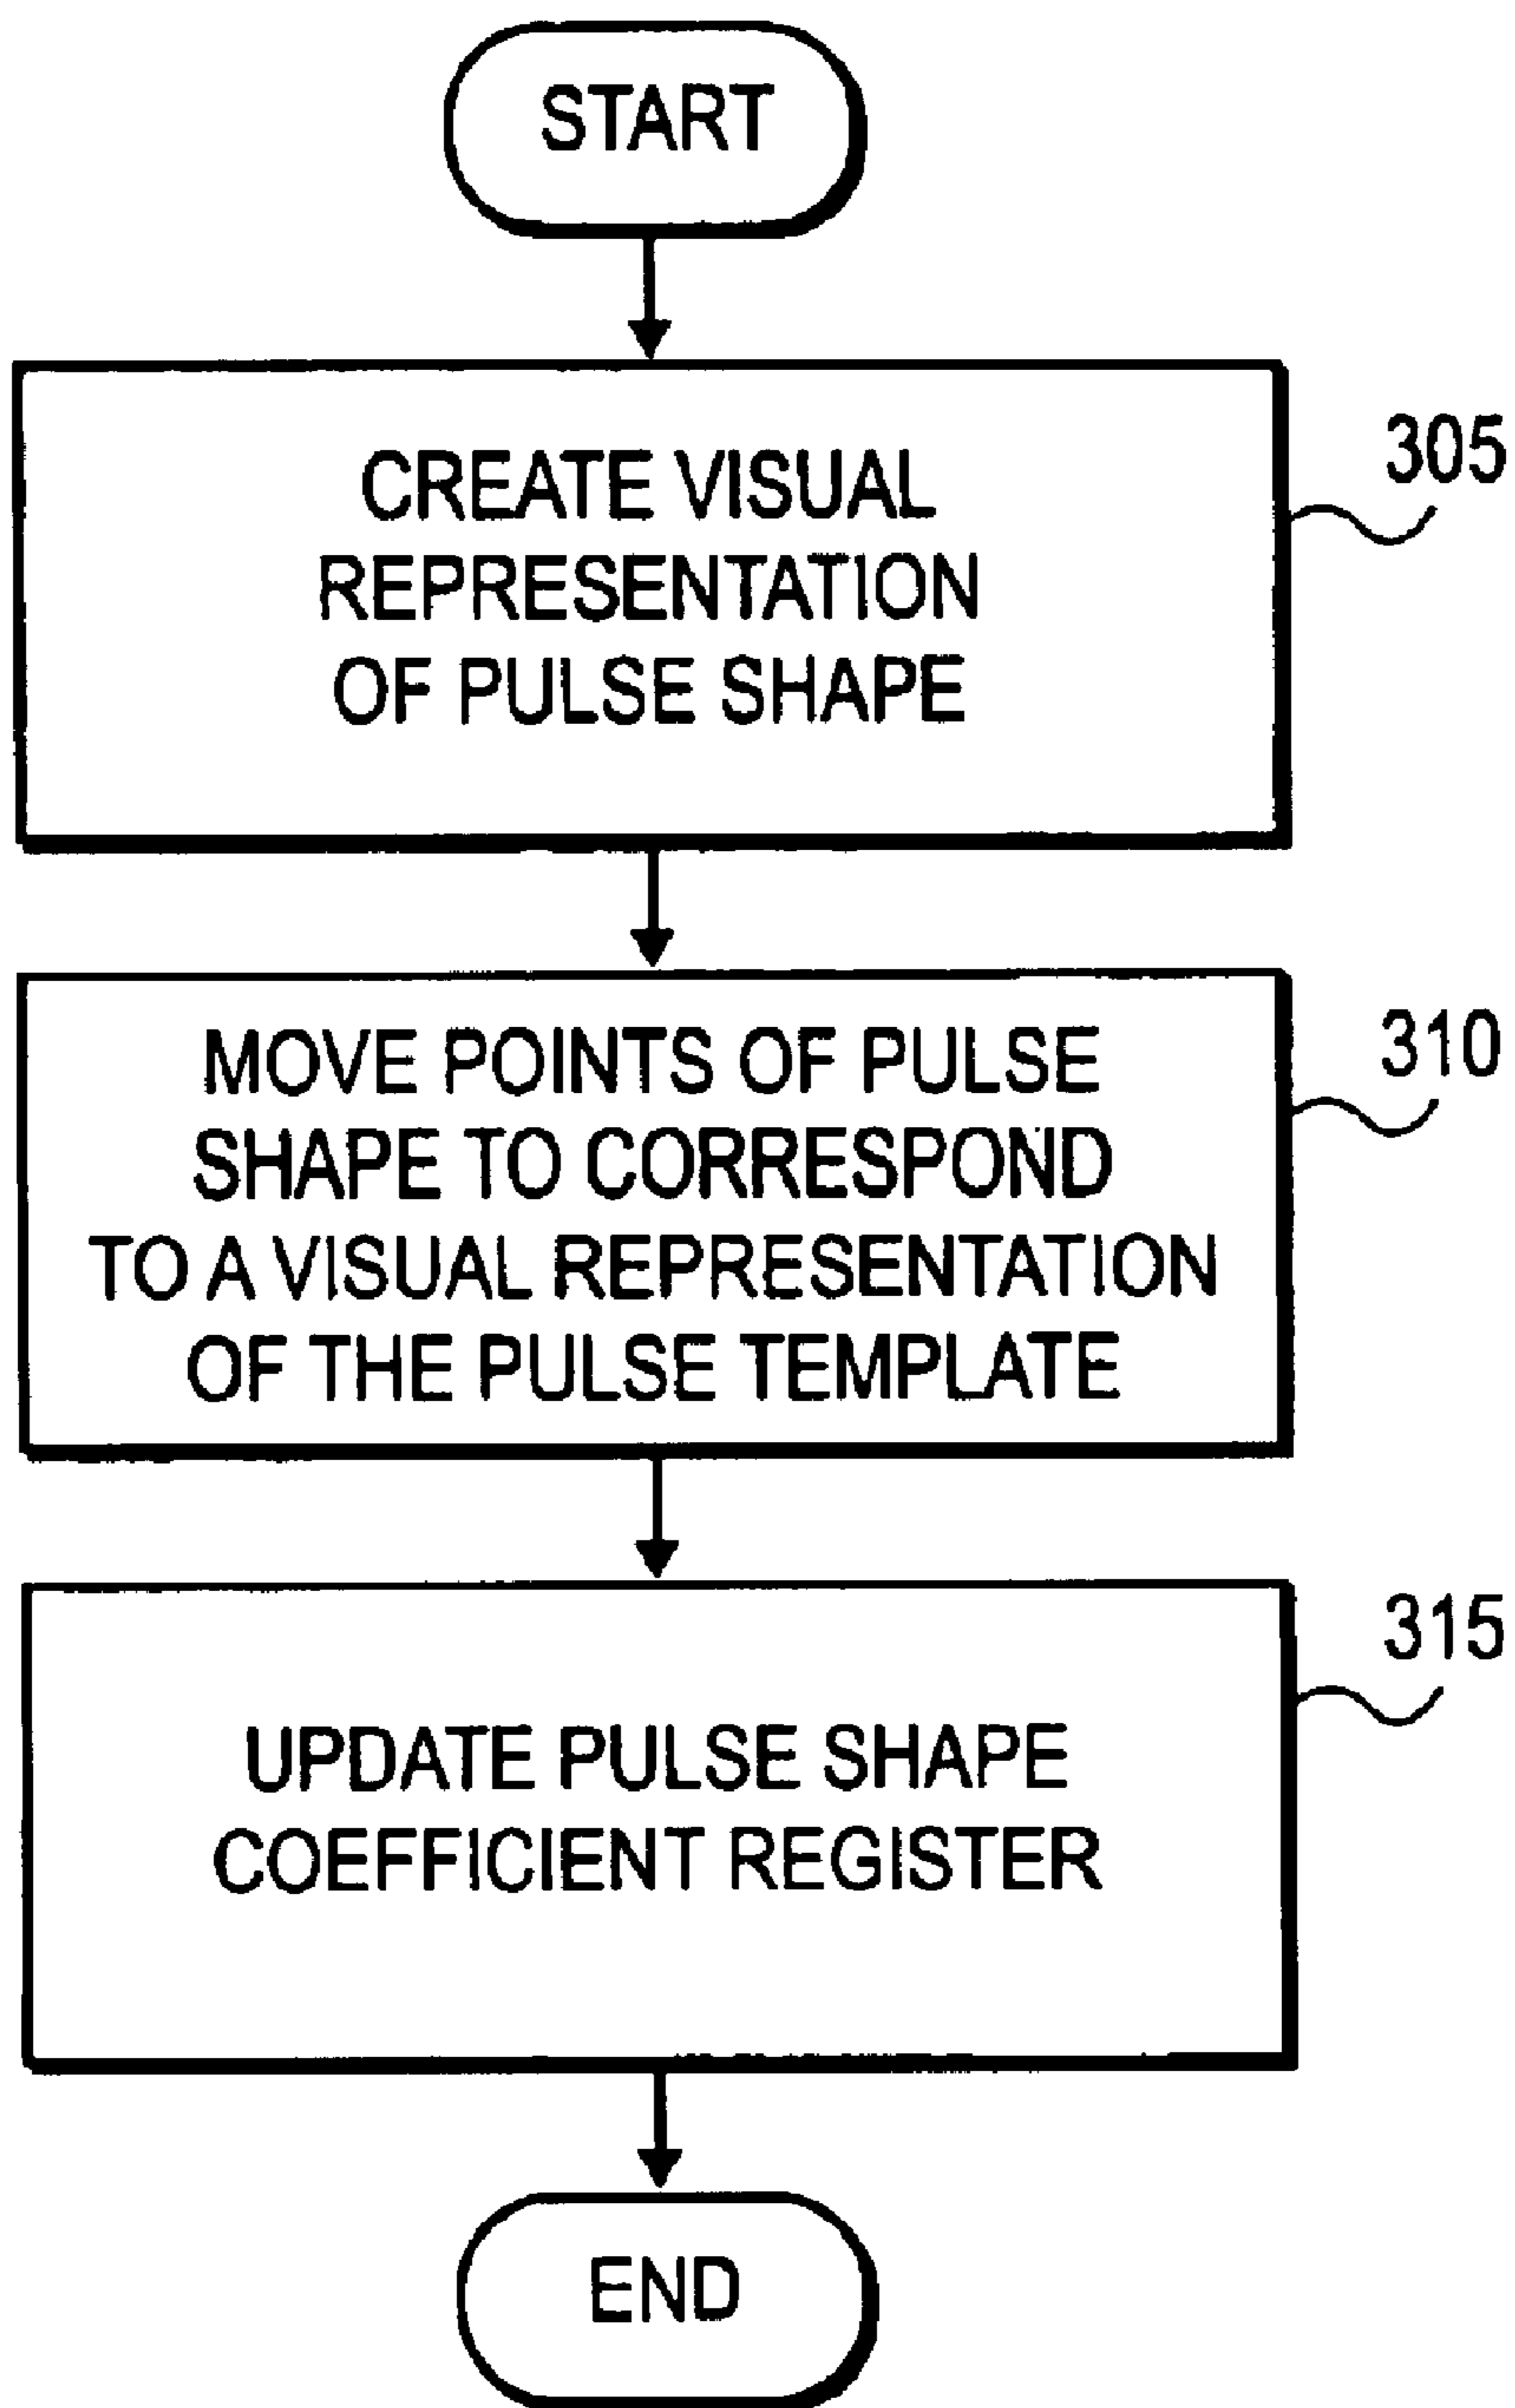 START
CREATE VISUAL
REPRESENTATION
OF PULSE SHAPE
305
MOVE POINTS OF PULSE
SHAPE TO CORRESPOND
TO A VISUAL REPRESENTATION
OF THE PULSE TEMPLATE
310
UPDATE PULSE SHAPE
COEFFICIENT REGISTER
315
END